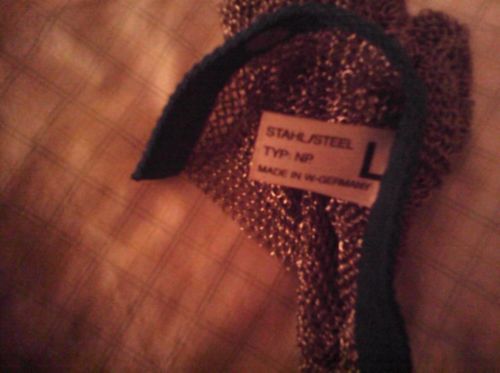 STAHL/STEEL
TYP: NP
MADE IN W-GERMANY
L